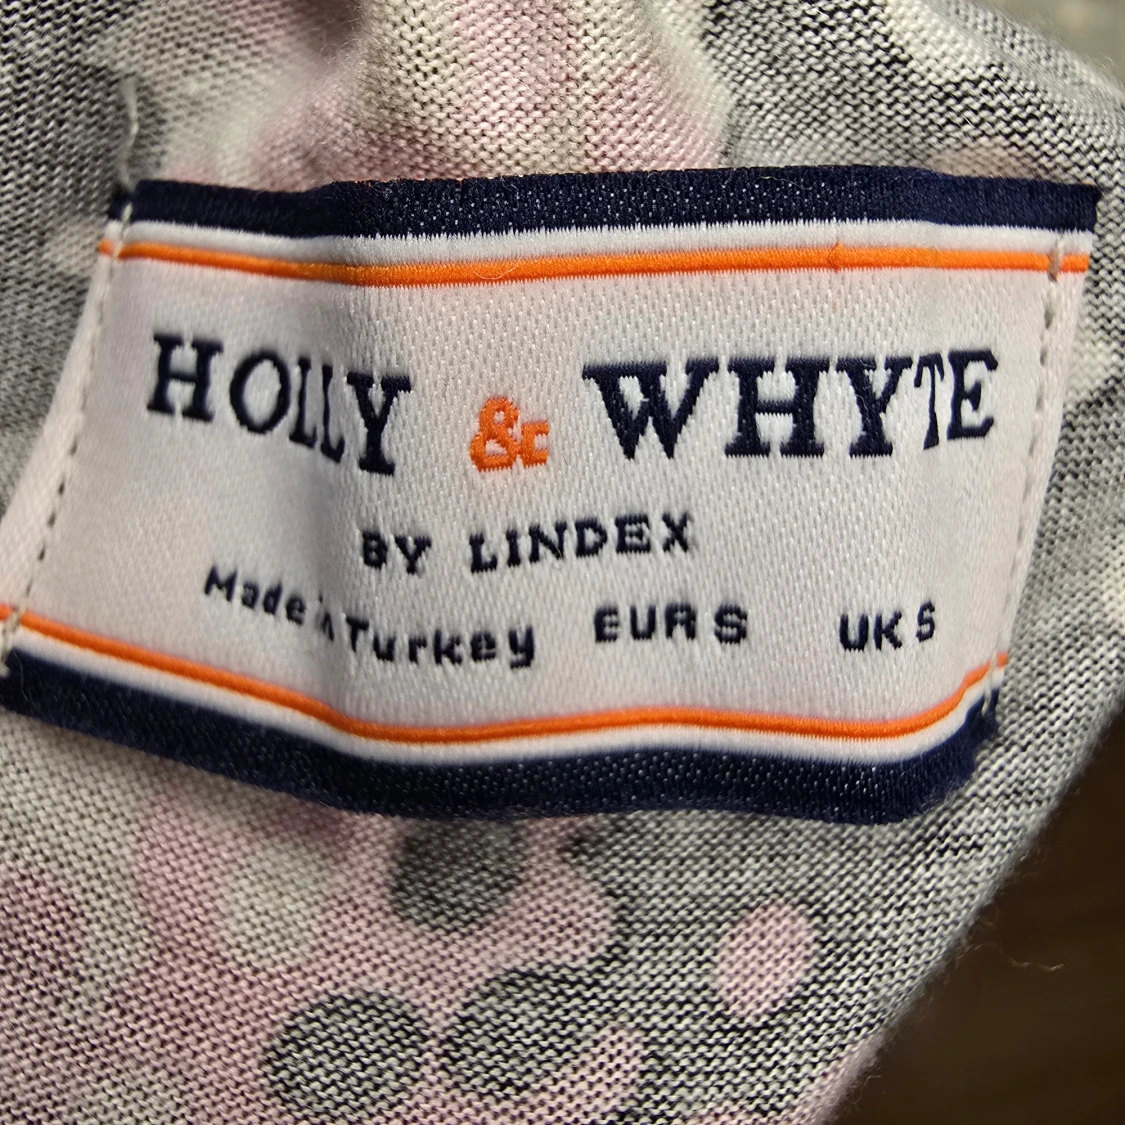 HOLLY & WHYTE
BY LINDEX
Made in Turkey EUR S UK S